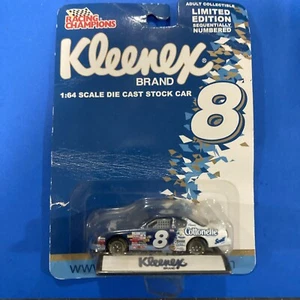 RACING
CHAMPIONS
ADULT COLLECTIBLE
LIMITED
EDITION
SEQUENTIALLY
NUMBERED
Kleenex
BRAND
1:64 SCALE DIE CAST STOCK CAR
8
8
Cottonelle
Kleenex
www.